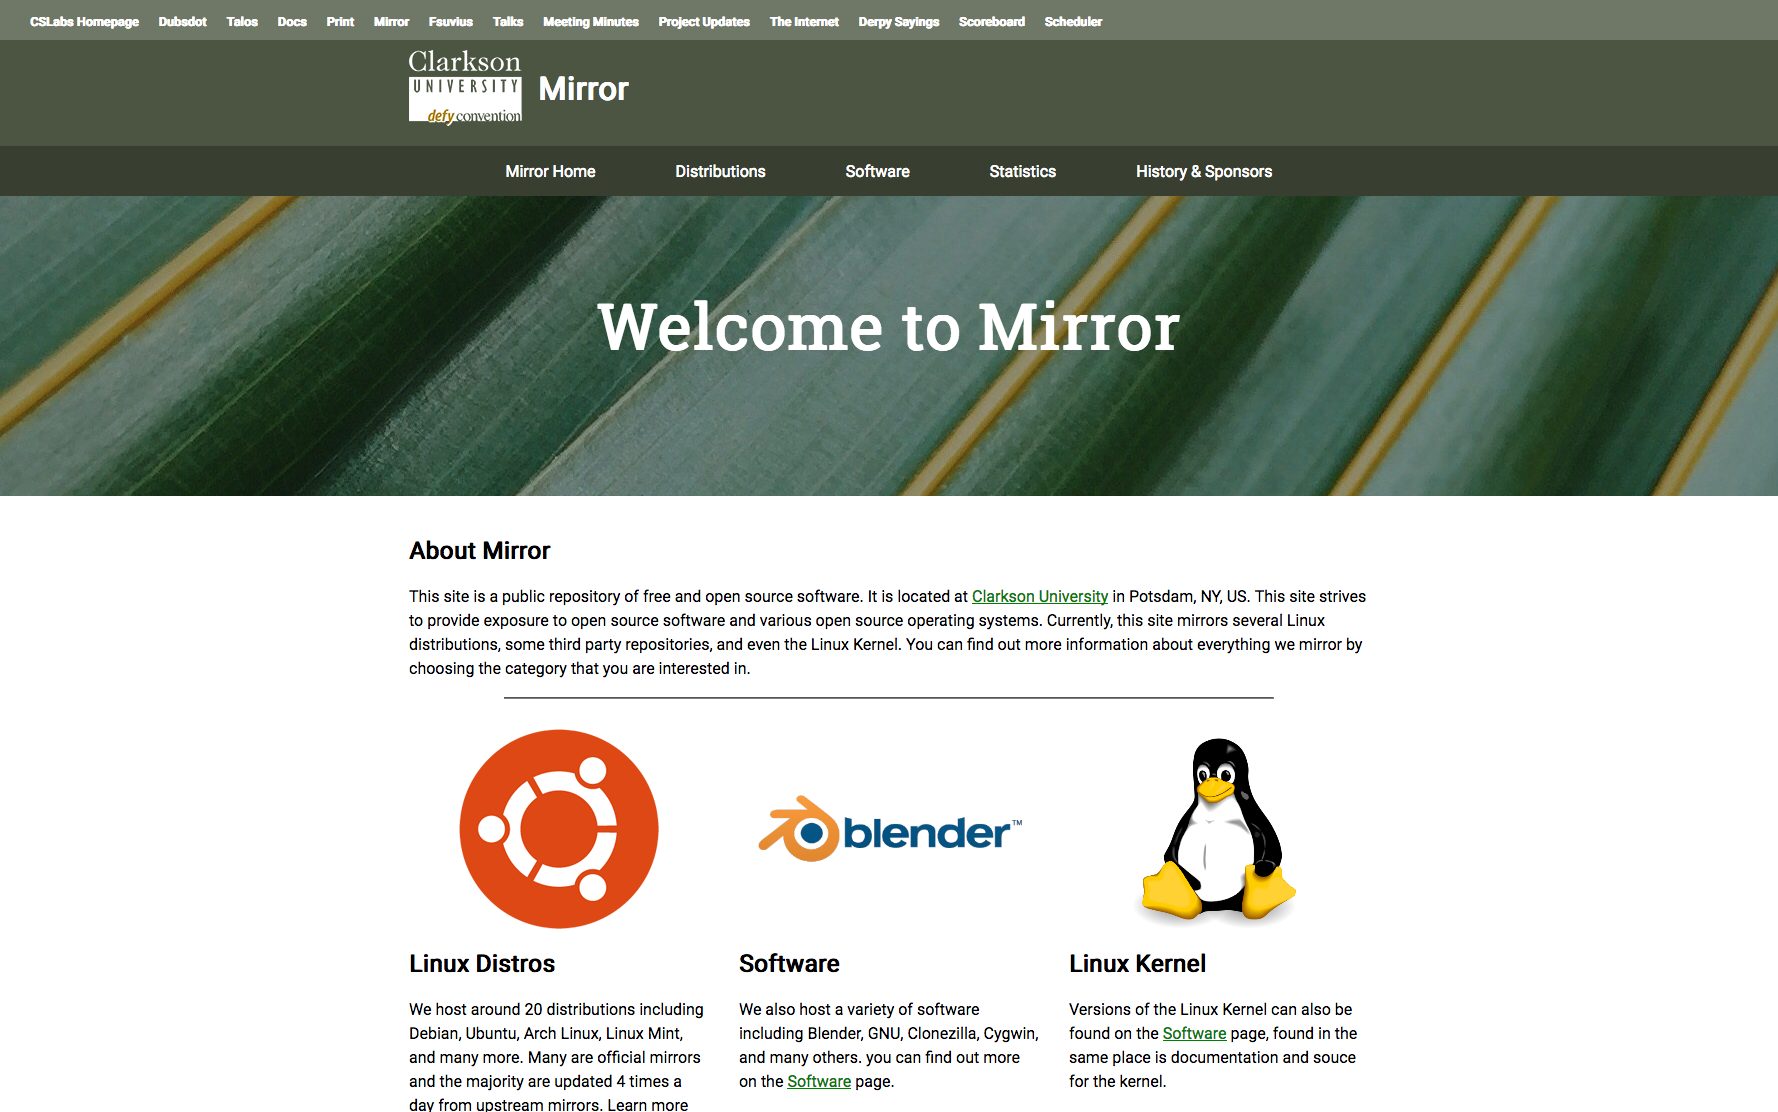 CSLabs Homepage Dubsdot Talos Docs Print Mirror Fsuvius Talks Meeting Minutes Project Updates The Internet Derpy Sayings Scoreboard Scheduler
Clarkson
UNIVERSITY
defy convention
Mirror
Mirror Home Distributions Software Statistics History & Sponsors
Welcome to Mirror
About Mirror
This site is a public repository of free and open source software. It is located at Clarkson University in Potsdam, NY, US. This site strives
to provide exposure to open source software and various open source operating systems. Currently, this site mirrors several Linux
distributions, some third party repositories, and even the Linux Kernel. You can find out more information about everything we mirror by
choosing the category that you are interested in.
blender™
Linux Distros
We host around 20 distributions including
Debian, Ubuntu, Arch Linux, Linux Mint,
and many more. Many are official mirrors
and the majority are updated 4 times a
day from upstream mirrors. Learn more
Software
We also host a variety of software
including Blender, GNU, Clonezilla, Cygwin,
and many others. you can find out more
on the Software page.
Linux Kernel
Versions of the Linux Kernel can also be
found on the Software page, found in the
same place is documentation and souce
for the kernel.